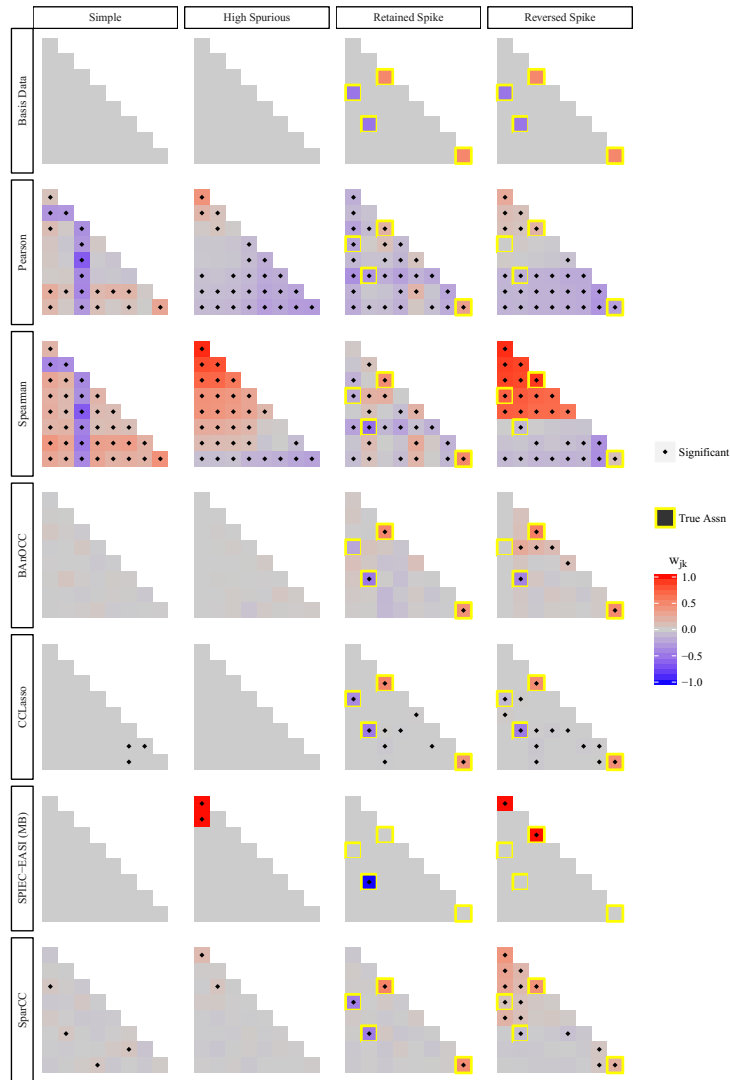 Simple
High Spurious
Retained Spike
Reversed Spike
Basis Data
Pearson
Spearman
BAnOCC
CCLasso
SPIEC−EASI (MB)
SparCC
Significant
True Assn
wjk
1.0
0.5
0.0
−0.5
−1.0